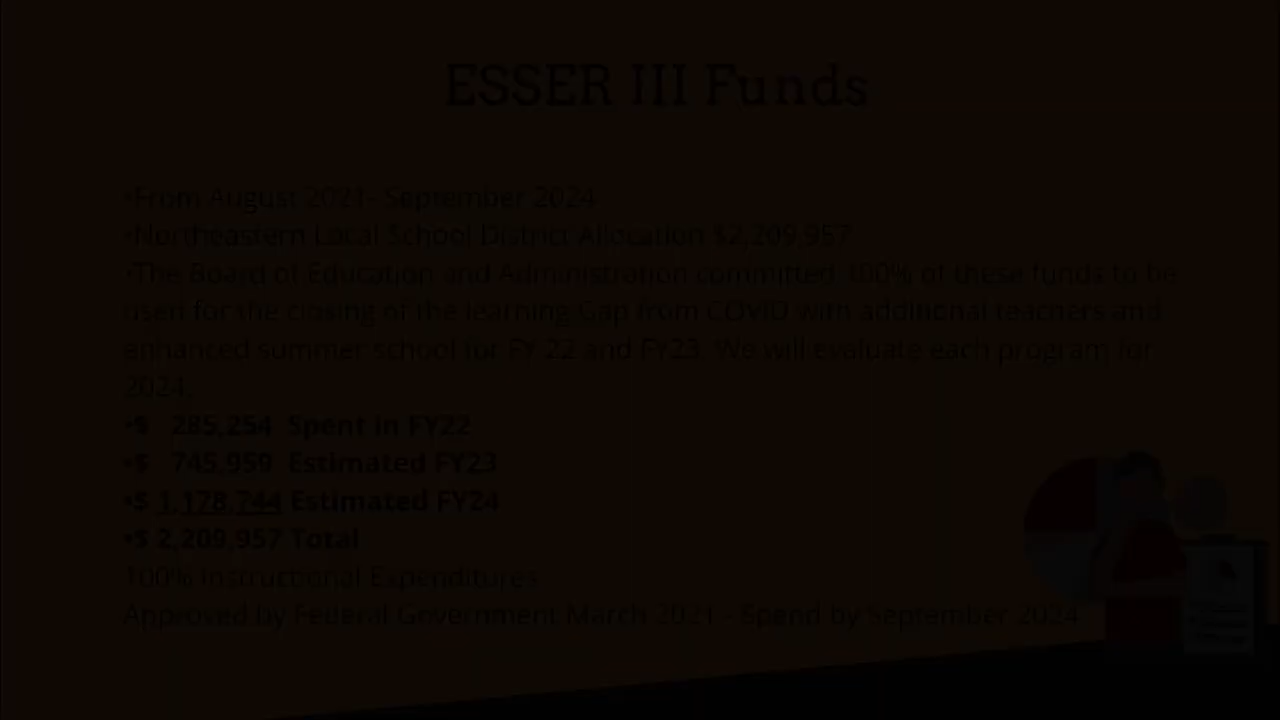 ESSER III Funds
•From August 2021- September 2024
•Northeastern Local School District Allocation $2,209,957
•The Board of Education and Administration committed 100% of these funds to be
used for the closing of the learning Gap from COVID with additional teachers and
enhanced summer school for FY 22 and FY23. We will evaluate each program for
2024.
•$ 285,254 Spent in FY22
•$ 745,959 Estimated FY23
•$ 1,178,744 Estimated FY24
•$ 2,209,957 Total
100% Instructional Expenditures
Approved by Federal Government March 2021 - Spend by September 2024